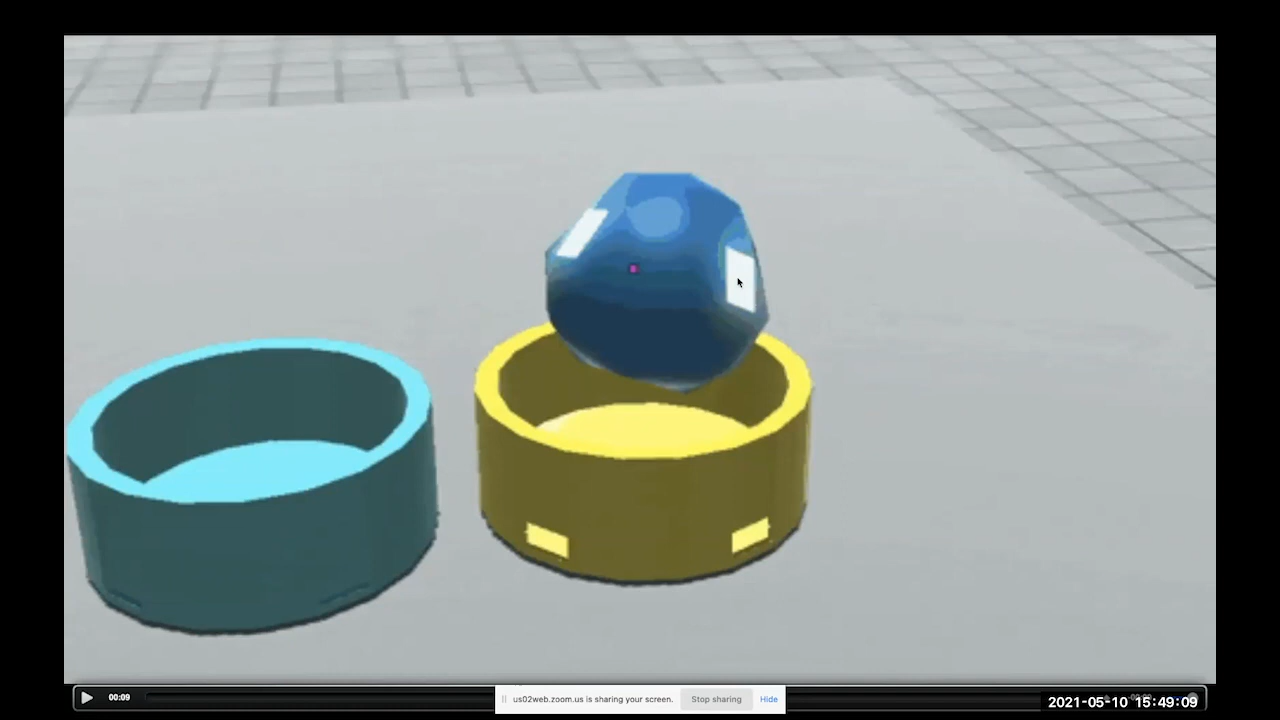 00:09
us02web.zoom.us is sharing your screen.
Stop sharing
Hide
2021-05-10 15:49:09